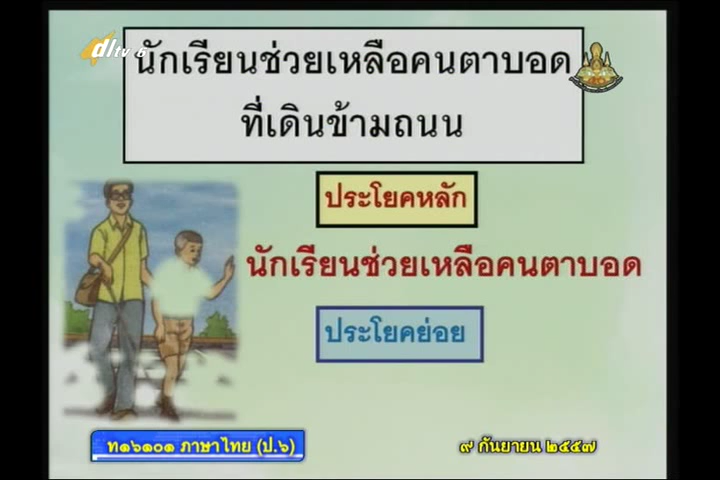 dltv 6
นักเรียนช่วยเหลือคนตาบอด
ที่เดินข้ามถนน
ประโยคหลัก
นักเรียนช่วยเหลือคนตาบอด
ประโยคย่อย
ท๑๖๑๐๑ ภาษาไทย (ป.๖)
๙ กันยายน ๒๕๕๗